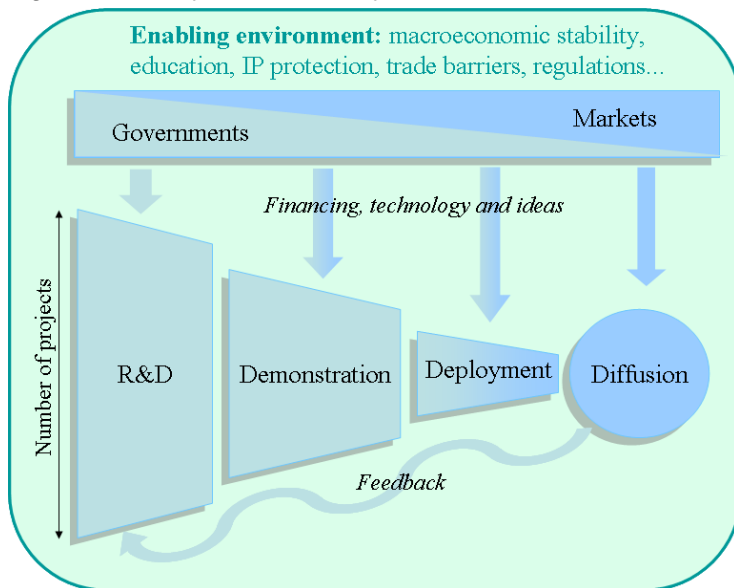 Enabling environment: macroeconomic stability,
education, IP protection, trade barriers, regulations...
Governments
Markets
Financing, technology and ideas
Number of projects
R&D
Demonstration
Deployment
Diffusion
Feedback